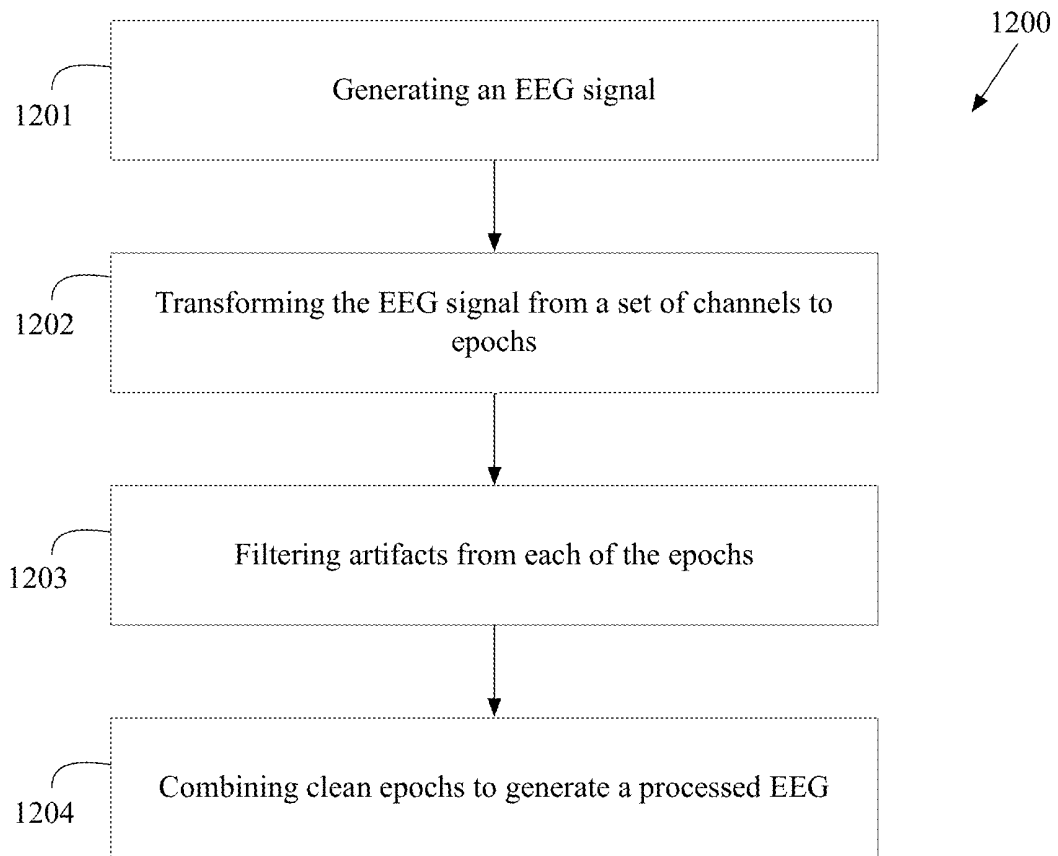 1200
Generating an EEG signal
1201
Transforming the EEG signal from a set of channels to
epochs
1202
Filtering artifacts from each of the epochs
1203
Combining clean epochs to generate a processed EEG
1204